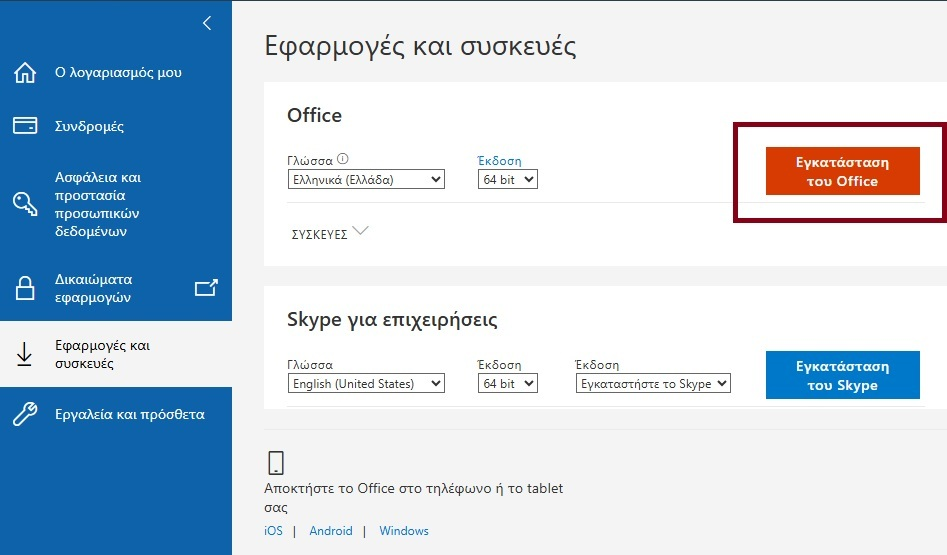 Ο λογαριασμός μου
Συνδρομές
Ασφάλεια και
προστασία
προσωπικών
δεδομένων
Δικαιώματα
εφαρμογών
Εφαρμογές και
συσκευές
Εργαλεία και πρόσθετα
Εφαρμογές και συσκευές
Office
Γλώσσα Έκδοση
Ελληνικά (Ελλάδα) 64 bit
Εγκατάσταση
του Office
ΣΥΣΚΕΥΕΣ
Skype για επιχειρήσεις
Γλώσσα Έκδοση Έκδοση
English (United States) 64 bit Εγκαταστήστε το Skype
Εγκατάσταση
του Skype
Αποκτήστε το Office στο τηλέφωνο ή το tablet
σας
iOS | Android | Windows